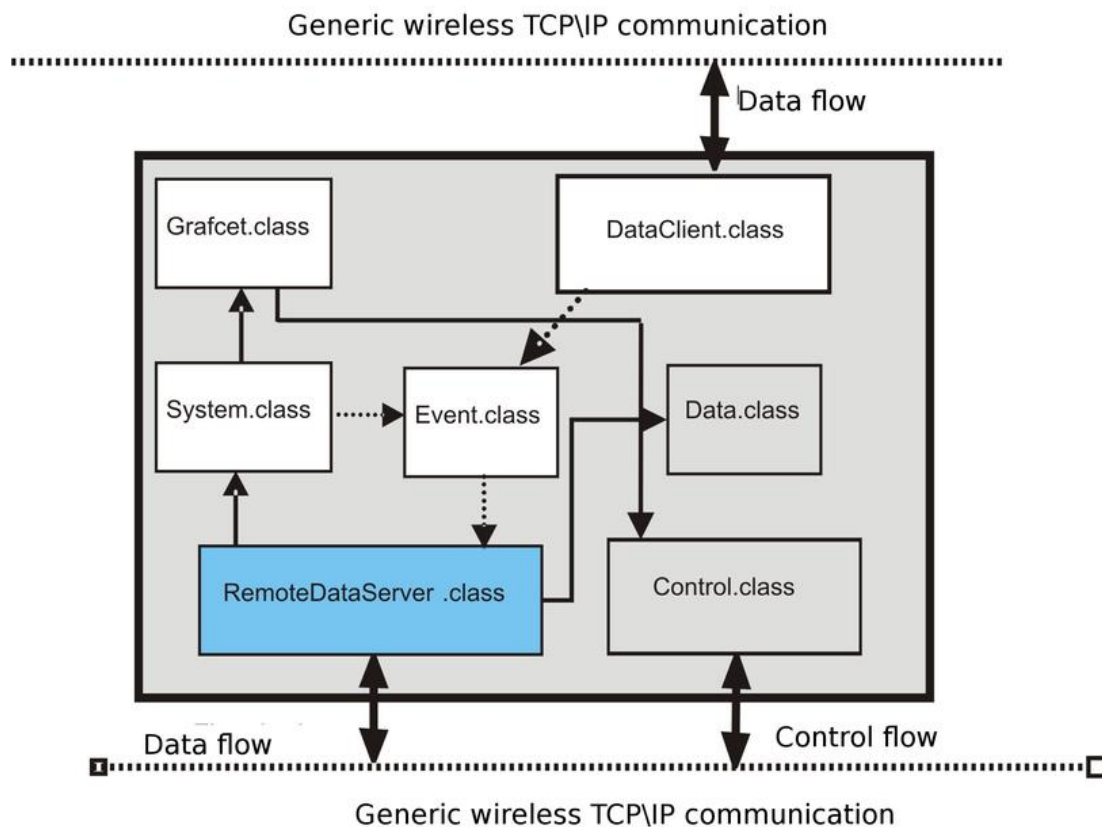 Generic wireless TCP\IP communication
Data flow
Grafcet.class
DataClient.class
System.class
Event.class
Data.class
RemoteDataServer .class
Control.class
Data flow
Control flow
Generic wireless TCP\IP communication